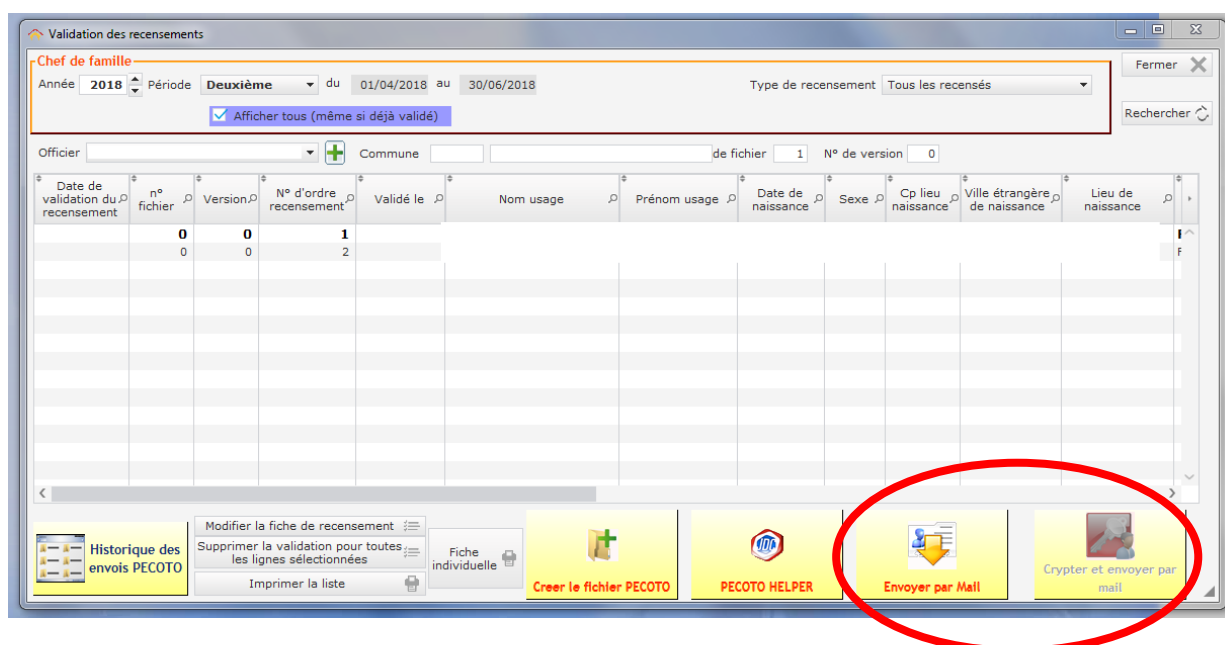 Validation des recensements
Chef de famille
Fermer
Année 2018 Période Deuxièm du 01/04/2018 au 30/06/2018 Type de recensement Tous les recensés
Afficher tous (même si déjà validé)
Rechercher
Officier Commune de fichier 1 N° de version 0
Date de validation du recensement n° fichier Version N° d'ordre recensement Validé le Nom usage Prénom usage Date de naissance Sexe Cp lieu naissance Ville étrangère de naissance Lieu de naissance
0 0 1
0 0 2 F
Historique des
envois PECOTO
Modifier la fiche de recensement
Supprimer la validation pour toutes
les lignes sélectionnées
Imprimer la liste
Fiche
individuelle
Creer le fichier PECOTO
PECOTO HELPER
Envoyer par Mail
Crypter et envoyer par
mail